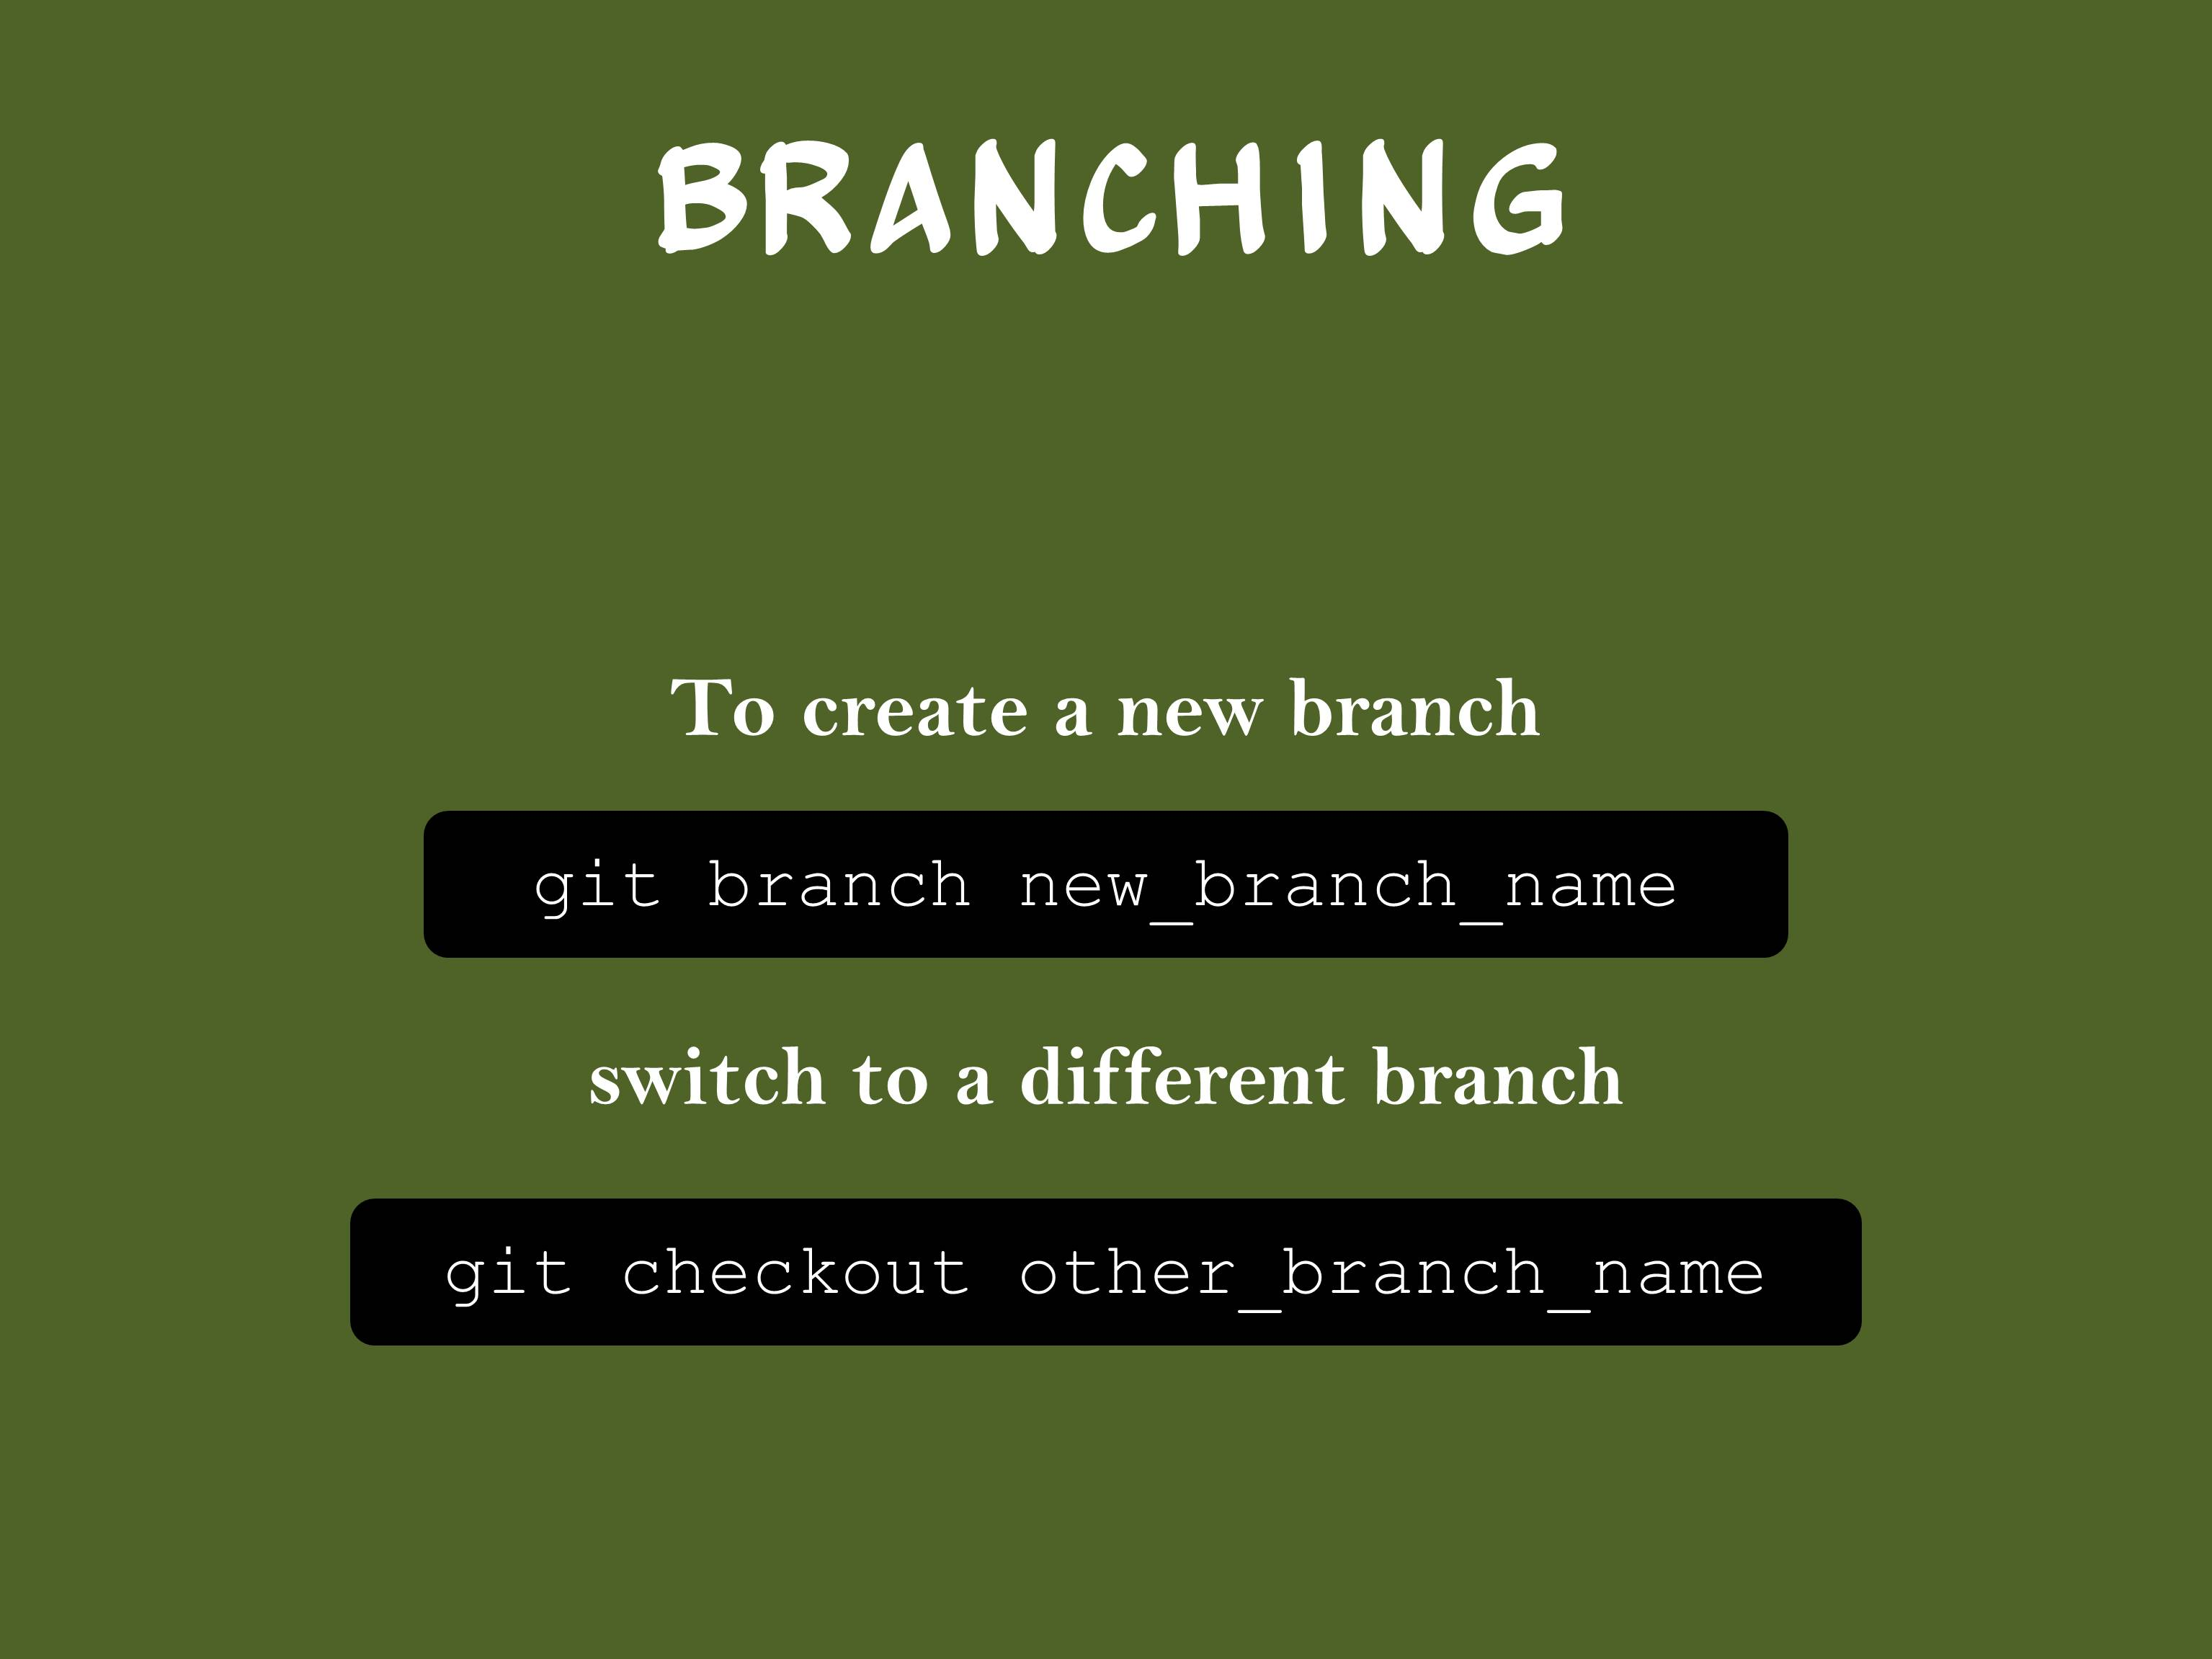 BRANCHING
To create a new branch
git branch new_branch_name
switch to a different branch
git checkout other_branch_name